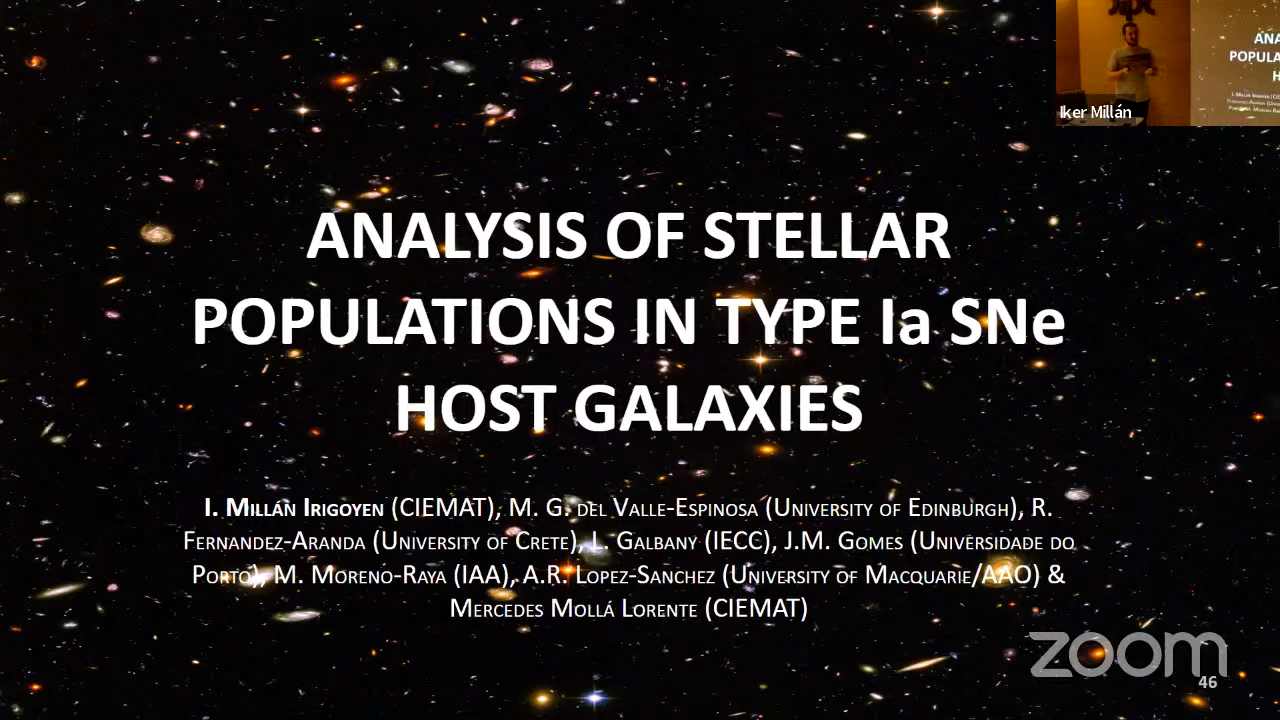 ANALYSIS OF STELLAR
POPULATIONS IN TYPE Ia SNe
HOST GALAXIES
I. MILLÁN IRIGOYEN (CIEMAT), M. G. DEL VALLE-ESPINOSA (UNIVERSITY OF EDINBURGH), R.
FERNANDEZ-ARANDA (UNIVERSITY OF CRETE), L. GALBANY (IECC), J.M. GOMES (UNIVERSIDADE DO
PORTO), M. MORENO-RAYA (IAA), A.R. LOPEZ-SANCHEZ (UNIVERSITY OF MACQUARIE/AAO) &
MERCEDES MOLLÁ LORENTE (CIEMAT)
Iker Millán
ANA
POPULA
H
zoom
46